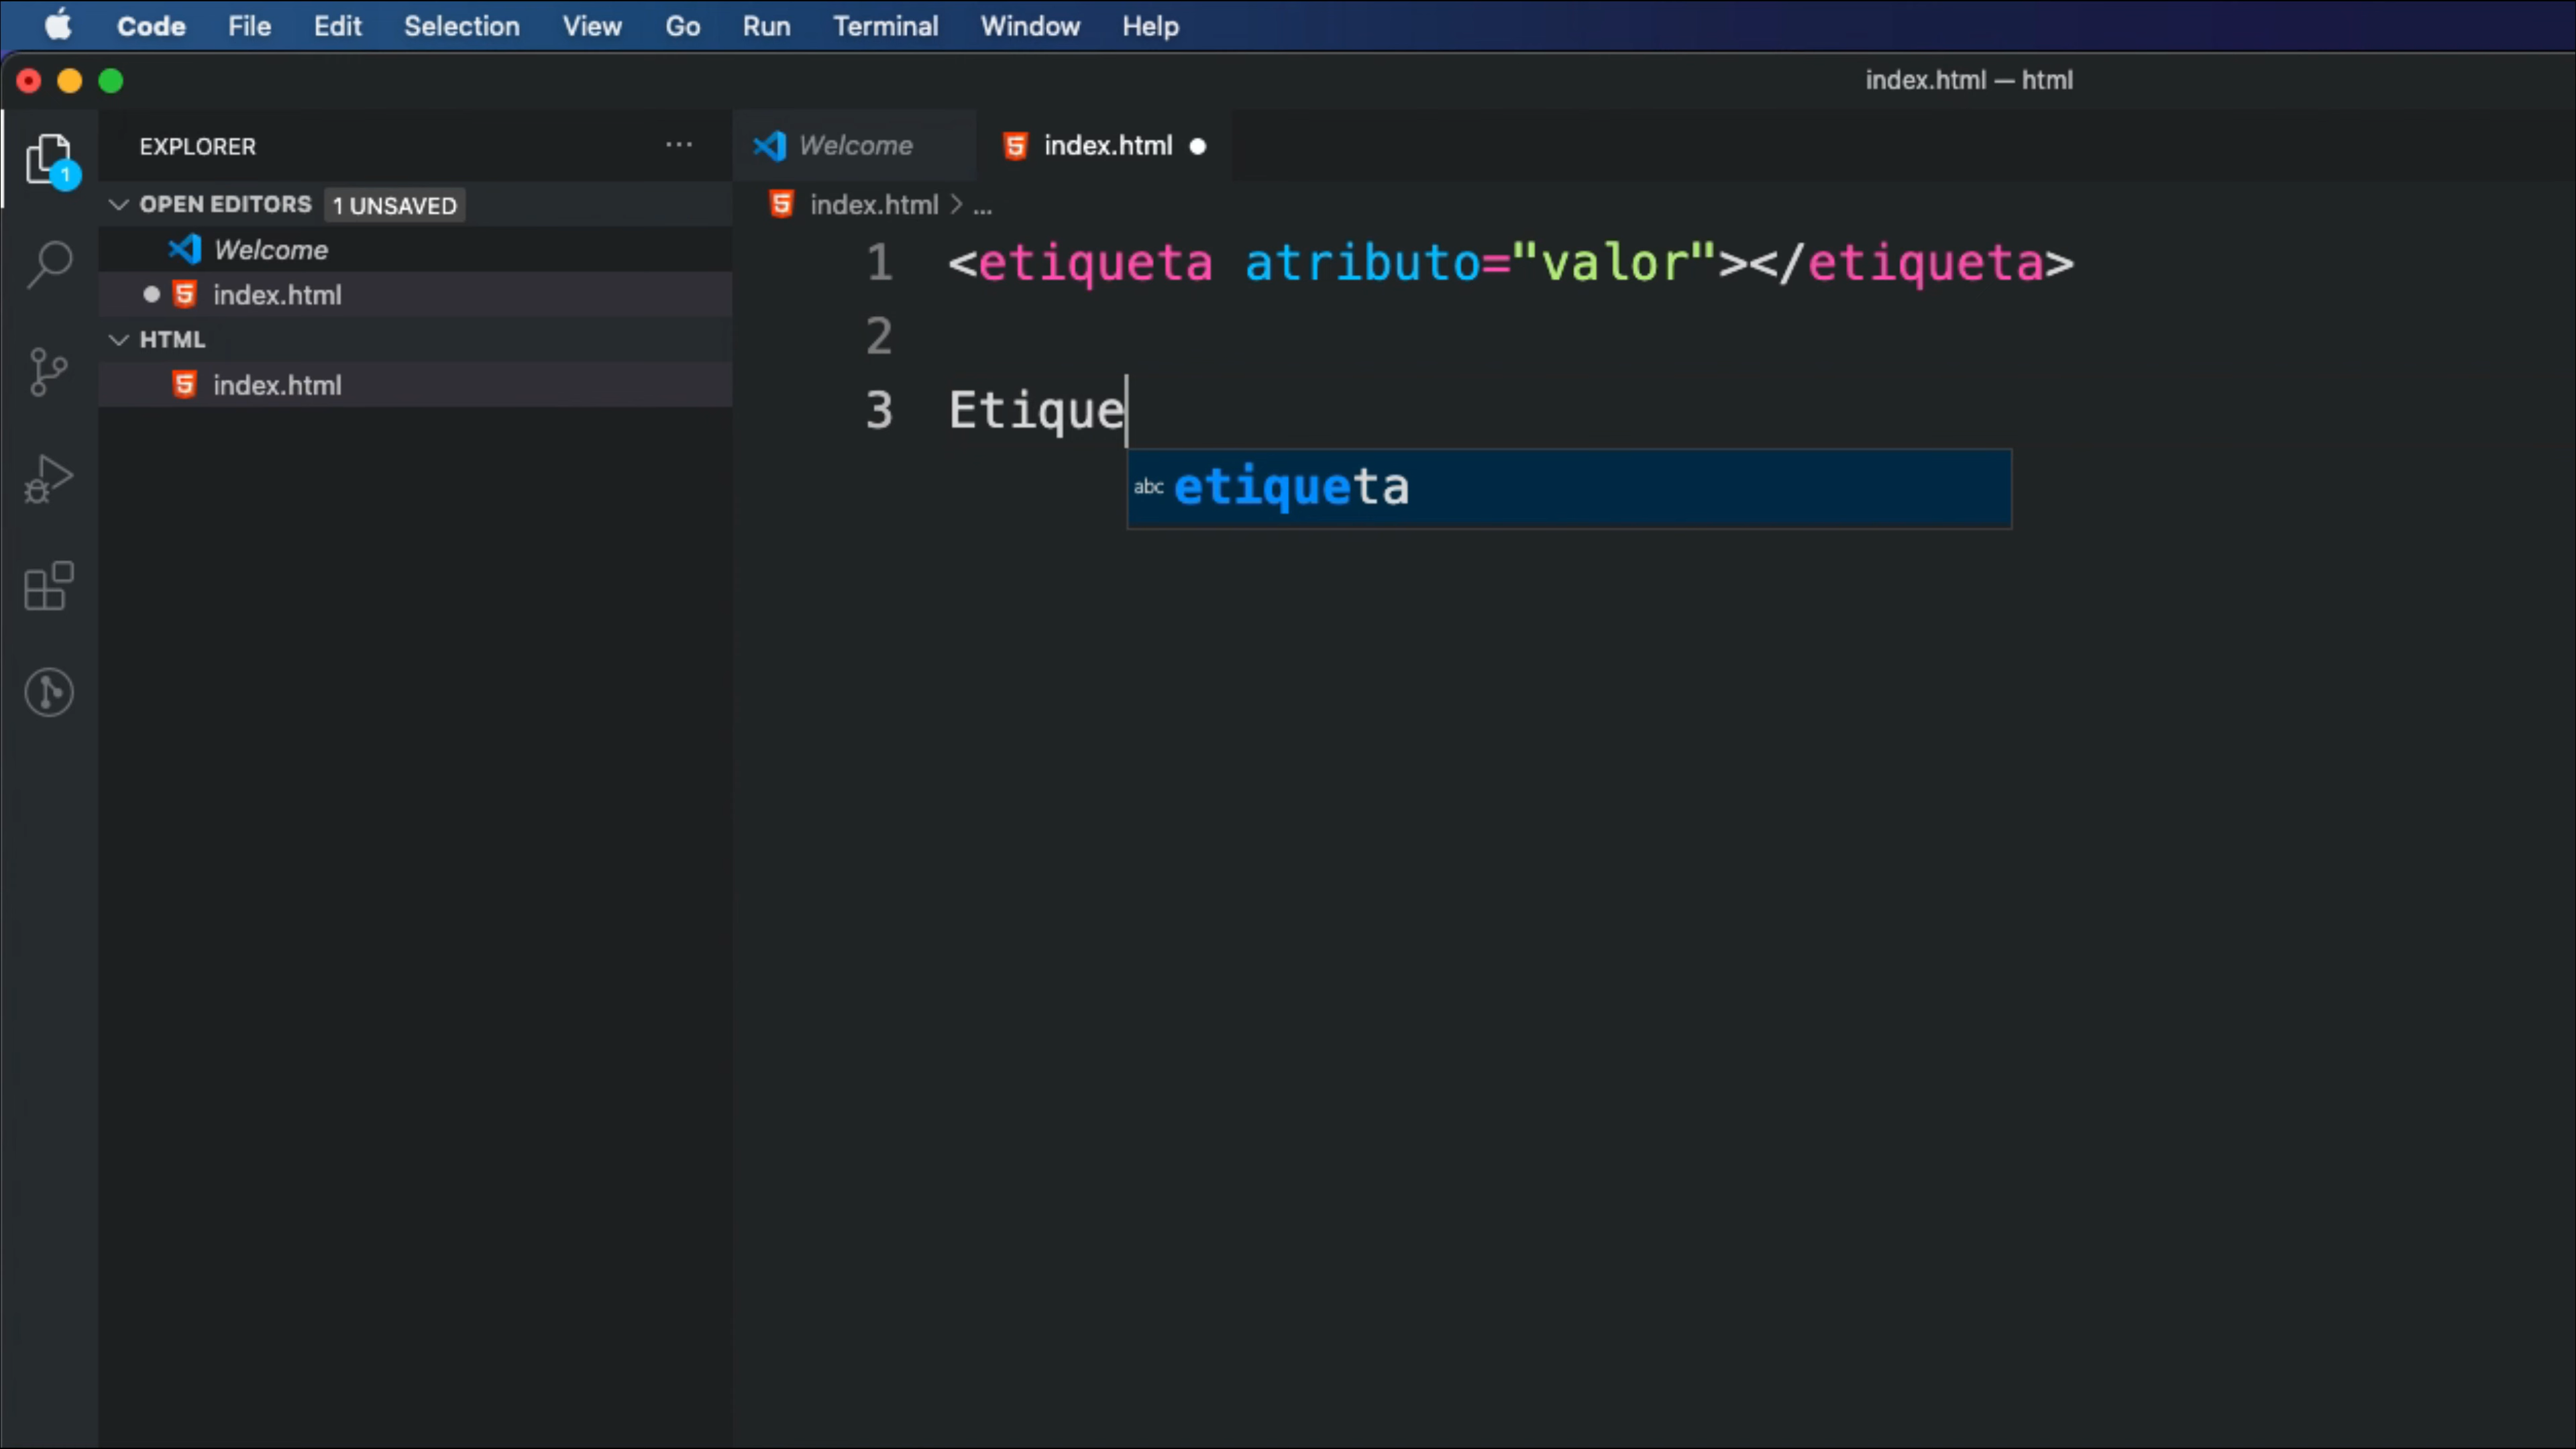 Code File Edit Selection View Go Run Terminal Window Help
index.html — html
EXPLORER ...
Welcome index.html
OPEN EDITORS 1 UNSAVED
index.html > ...
Welcome
index.html
HTML
index.html
1
1 <etiqueta atributo="valor"></etiqueta>
2
3 Etique
abc etiqueta